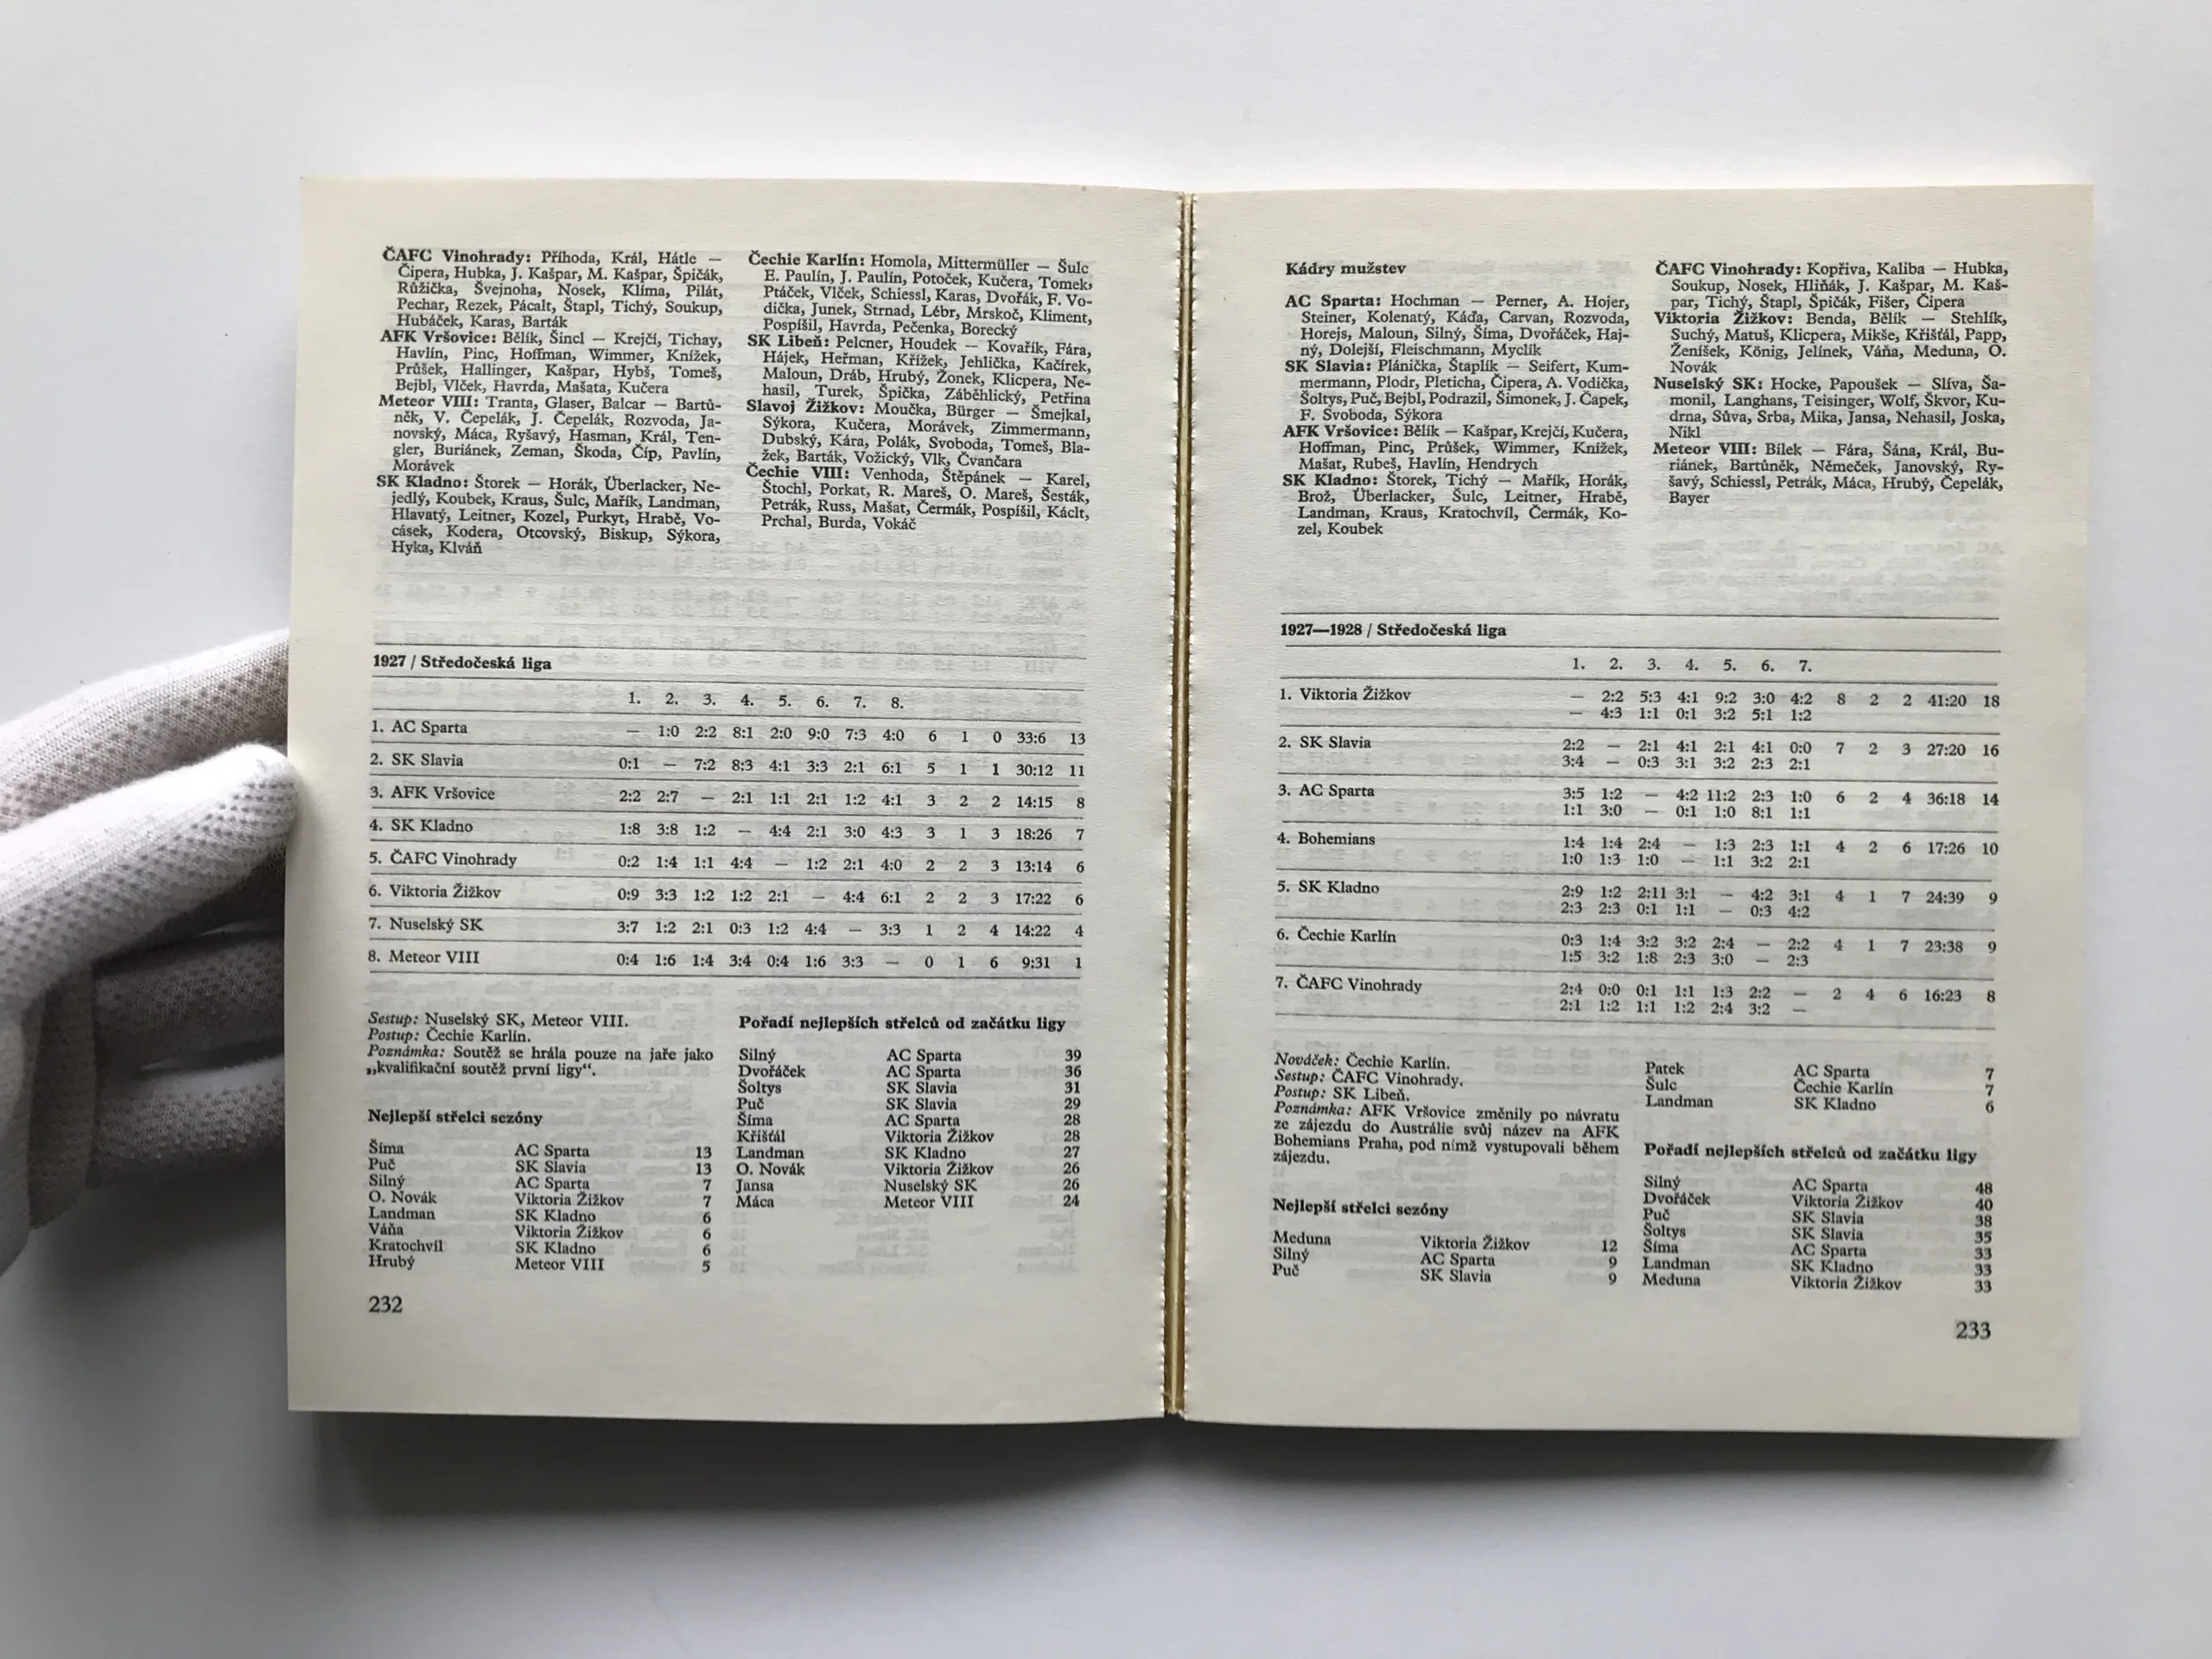 ČAFC Vinohrady: Příhoda, Král, Hátle —
Čipera, Hubka, J. Kašpar, M. Kašpar, Špičák,
Růžička, Švejnoha, Nosek, Klíma, Pilát,
Pechar, Rezek, Pácalt, Štapl, Tichý, Soukup,
Hubáček, Karas, Barták
AFK Vršovice: Bělík, Šincl — Krejčí, Tichay,
Havlín, Pinc, Hoffman, Wimmer, Knížek,
Průšek, Hallinger, Kašpar, Hybš, Tomeš,
Bejbl, Vlček, Havrda, Mašata, Kučera
Meteor VIII: Tranta, Glaser, Balcar — Bartů-
něk, V. Čepelák, J. Čepelák, Rozvoda, Ja-
novský, Máca, Ryšavý, Hasman, Král, Ten-
gler, Buriánek, Zeman, Škoda, Číp, Pavlín,
Morávek
SK Kladno: Štorek — Horák, Überlacker, Ne-
jedlý, Koubek, Kraus, Šulc, Mařík, Landman,
Hlavatý, Leitner, Kozel, Purkyt, Hrabě, Vo-
cásek, Kodera, Otcovský, Biskup, Sýkora,
Hyka, Klváň
Čechie Karlín: Homola, Mittermüller — Šulc
E. Paulín, J. Paulín, Potoček, Kučera, Tomek,
Ptáček, Vlček, Schiessl, Karas, Dvořák, F. Vo-
dička, Junek, Strnad, Lébr, Mrskoč, Kliment,
Pospíšil, Havrda, Pečenka, Borecký
SK Libeň: Pelcner, Houdek — Kovařík, Fára,
Hájek, Heřman, Křížek, Jehlička, Kačírek,
Maloun, Dráb, Hrubý, Žonek, Klicpera, Ne-
hasil, Turek, Špička, Záběhlický, Petřina
Slavoj Žižkov: Moučka, Bürger — Šmejkal,
Sýkora, Kučera, Morávek, Zimmermann,
Dubský, Kára, Polák, Svoboda, Tomeš, Bla-
žek, Barták, Vožický, Vlk, Čvančara
Čechie VIII: Venhoda, Štěpánek — Karel,
Štochl, Porkat, R. Mareš, O. Mareš, Šesták,
Petrák, Russ, Mašat, Čermák, Pospíšil, Káclt,
Prchal, Burda, Vokáč
1927 / Středočeská liga
1. 2. 3. 4. 5. 6. 7. 8.
1. AC Sparta — 1:0 2:2 8:1 2:0 9:0 7:3 4:0 6 1 0 33:6 13
2. SK Slavia 0:1 — 7:2 8:3 4:1 3:3 2:1 6:1 5 1 1 30:12 11
3. AFK Vršovice 2:2 2:7 — 2:1 1:1 2:1 1:2 4:1 3 2 2 14:15 8
4. SK Kladno 1:8 3:8 1:2 — 4:4 2:1 3:0 4:3 3 1 3 18:26 7
5. ČAFC Vinohrady 0:2 1:4 1:1 4:4 — 1:2 2:1 4:0 2 2 3 13:14 6
6. Viktoria Žižkov 0:9 3:3 1:2 1:2 2:1 — 4:4 6:1 2 2 3 17:22 6
7. Nuselský SK 3:7 1:2 2:1 0:3 1:2 4:4 — 3:3 1 2 4 14:22 4
8. Meteor VIII 0:4 1:6 1:4 3:4 0:4 1:6 3:3 — 0 1 6 9:31 1
Sestup: Nuselský SK, Meteor VIII.
Postup: Čechie Karlín.
Poznámka: Soutěž se hrála pouze na jaře jako
„kvalifikační soutěž první ligy“.
Nejlepší střelci sezóny
Šíma AC Sparta 13
Puč SK Slavia 13
Silný AC Sparta 7
O. Novák Viktoria Žižkov 7
Landman SK Kladno 6
Váňa Viktoria Žižkov 6
Kratochvíl SK Kladno 6
Hrubý Meteor VIII 5
Pořadí nejlepších střelců od začátku ligy
Silný AC Sparta 39
Dvořáček AC Sparta 36
Šoltys SK Slavia 31
Puč SK Slavia 29
Šíma AC Sparta 28
Křišťál Viktoria Žižkov 28
Landman SK Kladno 27
O. Novák Viktoria Žižkov 26
Jansa Nuselský SK 26
Máca Meteor VIII 24
232
Kádry mužstev
AC Sparta: Hochman — Perner, A. Hojer,
Steiner, Kolenatý, Káďa, Carvan, Rozvoda,
Horejs, Maloun, Silný, Šíma, Dvořáček, Haj-
ný, Dolejší, Fleischmann, Myclík
SK Slavia: Plánička, Štaplík — Seifert, Kum-
mermann, Plodr, Pleticha, Čipera, A. Vodička,
Šoltys, Puč, Bejbl, Podrazil, Šimonek, J. Čapek,
F. Svoboda, Sýkora
AFK Vršovice: Bělík — Kašpar, Krejčí, Kučera,
Hoffman, Pinc, Průšek, Wimmer, Knížek,
Mašat, Rubeš, Havlín, Hendrych
SK Kladno: Štorek, Tichý — Mařík, Horák,
Brož, Überlacker, Šulc, Leitner, Hrabě,
Landman, Kraus, Kratochvíl, Čermák, Ko-
zel, Koubek
ČAFC Vinohrady: Kopřiva, Kaliba — Hubka,
Soukup, Nosek, Hliňák, J. Kašpar, M. Kaš-
par, Tichý, Štapl, Špičák, Fišer, Čipera
Viktoria Žižkov: Benda, Bělík — Stehlík,
Suchý, Matuš, Klicpera, Mikše, Křišťál, Papp,
Ženíšek, König, Jelínek, Váňa, Meduna, O.
Novák
Nuselský SK: Hocke, Papoušek — Slíva, Ša-
monil, Langhans, Teisinger, Wolf, Škvor, Ku-
drna, Sůva, Srba, Mika, Jansa, Nehasil, Joska,
Nikl
Meteor VIII: Bílek — Fára, Šána, Král, Bu-
riánek, Bartůněk, Němeček, Janovský, Ry-
šavý, Schiessl, Petrák, Máca, Hrubý, Čepelák,
Bayer
1927—1928 / Středočeská liga
1. 2. 3. 4. 5. 6. 7.
1. Viktoria Žižkov — 2:2 5:3 4:1 9:2 3:0 4:2 8 2 2 41:20 18
— 4:3 1:1 0:1 3:2 5:1 1:2
2. SK Slavia 2:2 — 2:1 4:1 2:1 4:1 0:0 7 2 3 27:20 16
3:4 — 0:3 3:1 3:2 2:3 2:1
3. AC Sparta 3:5 1:2 — 4:2 11:2 2:3 1:0 6 2 4 36:18 14
1:1 3:0 — 0:1 1:0 8:1 1:1
4. Bohemians 1:4 1:4 2:4 — 1:3 2:3 1:1 4 2 6 17:26 10
1:0 1:3 1:0 — 1:1 3:2 2:1
5. SK Kladno 2:9 1:2 2:11 3:1 — 4:2 3:1 4 1 7 24:39 9
2:3 2:3 0:1 1:1 — 0:3 4:2
6. Čechie Karlín 0:3 1:4 3:2 3:2 2:4 — 2:2 4 1 7 23:38 9
1:5 3:2 1:8 2:3 3:0 — 2:3
7. ČAFC Vinohrady 2:4 0:0 0:1 1:1 1:3 2:2 — 2 4 6 16:23 8
2:1 1:2 1:1 1:2 2:4 3:2 —
Nováček: Čechie Karlín.
Sestup: ČAFC Vinohrady.
Postup: SK Libeň.
Poznámka: AFK Vršovice změnily po návratu
ze zájezdu do Austrálie svůj název na AFK
Bohemians Praha, pod nímž vystupovali během
zájezdu.
Nejlepší střelci sezóny
Meduna Viktoria Žižkov 12
Silný AC Sparta 9
Puč SK Slavia 9
Patek AC Sparta 7
Šulc Čechie Karlín 7
Landman SK Kladno 6
Pořadí nejlepších střelců od začátku ligy
Silný AC Sparta 48
Dvořáček Viktoria Žižkov 40
Puč SK Slavia 38
Šoltys SK Slavia 35
Šíma AC Sparta 33
Landman SK Kladno 33
Meduna Viktoria Žižkov 33
233